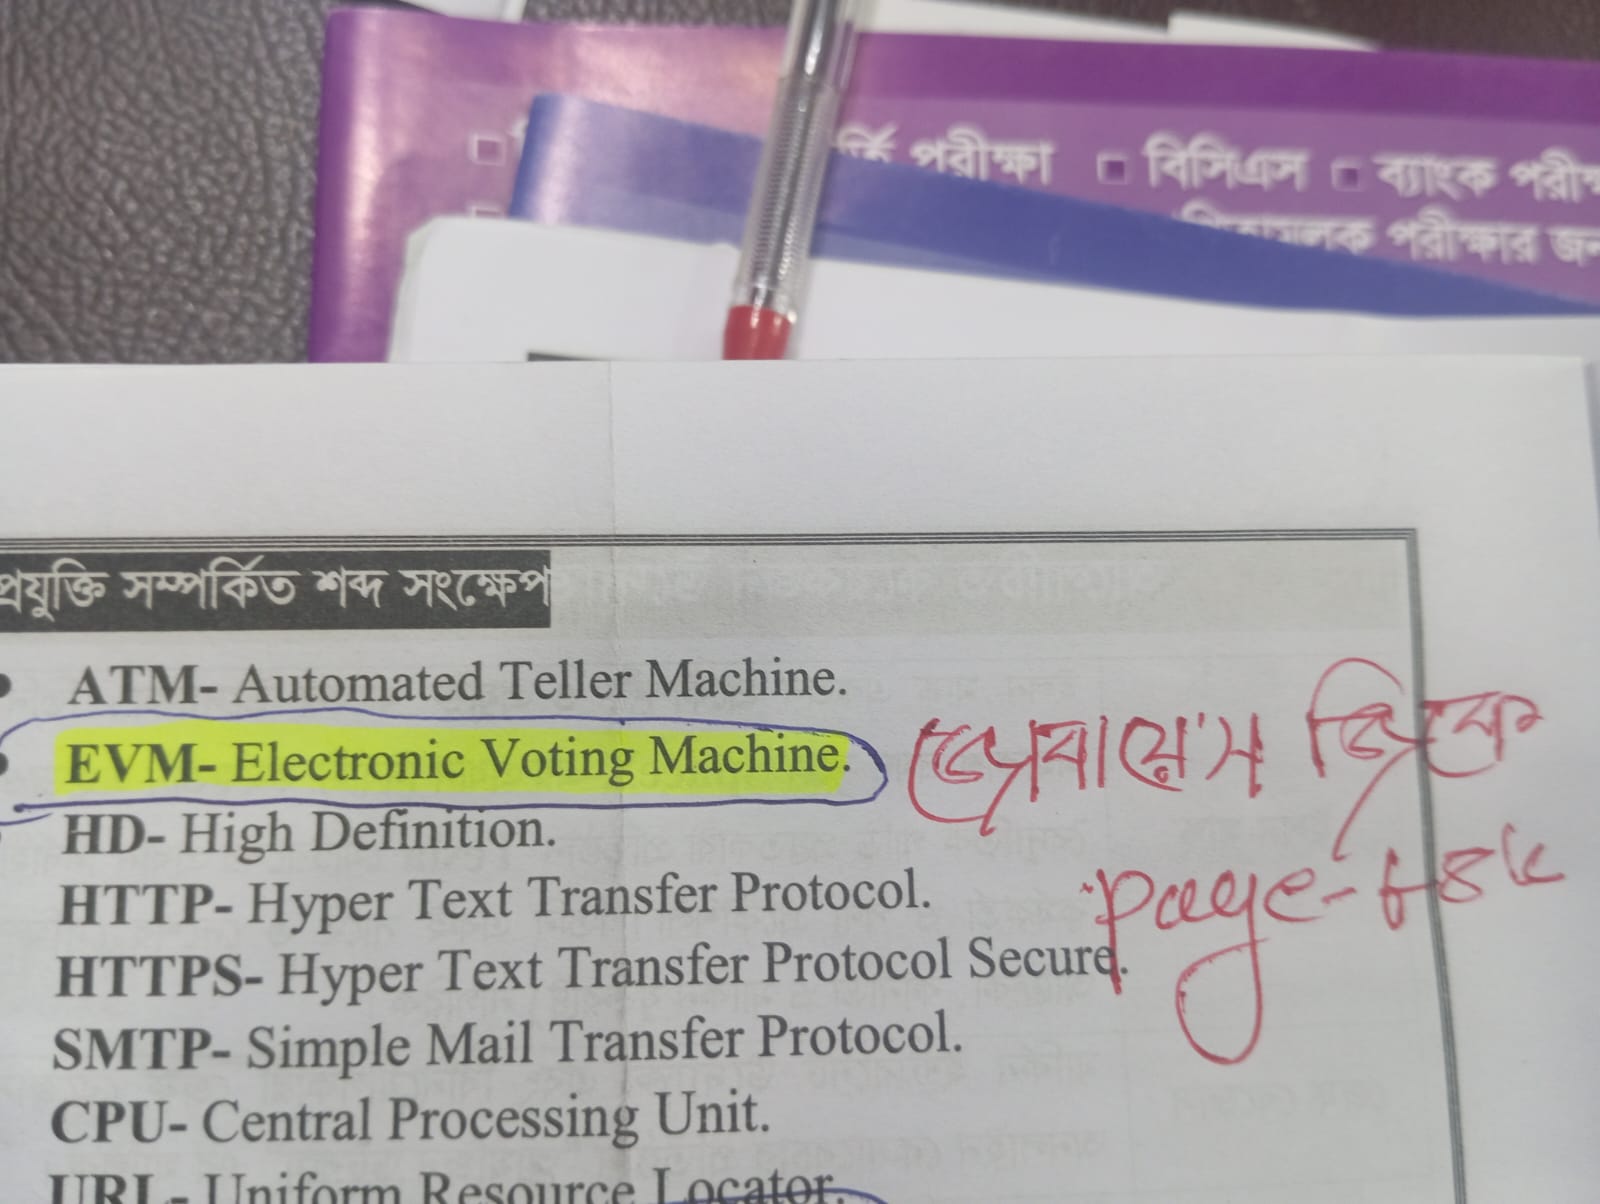 পরীক্ষা □ বিসিএস □ ব্যাংক
পরীক্ষার
প্রযুক্তি সম্পর্কিত শব্দ সংক্ষেপ
ATM- Automated Teller Machine.
EVM- Electronic Voting Machine.
HD- High Definition.
HTTP- Hyper Text Transfer Protocol.
HTTPS- Hyper Text Transfer Protocol Secure.
SMTP- Simple Mail Transfer Protocol.
CPU- Central Processing Unit.
URL- Uniform Resource Locator.
page-